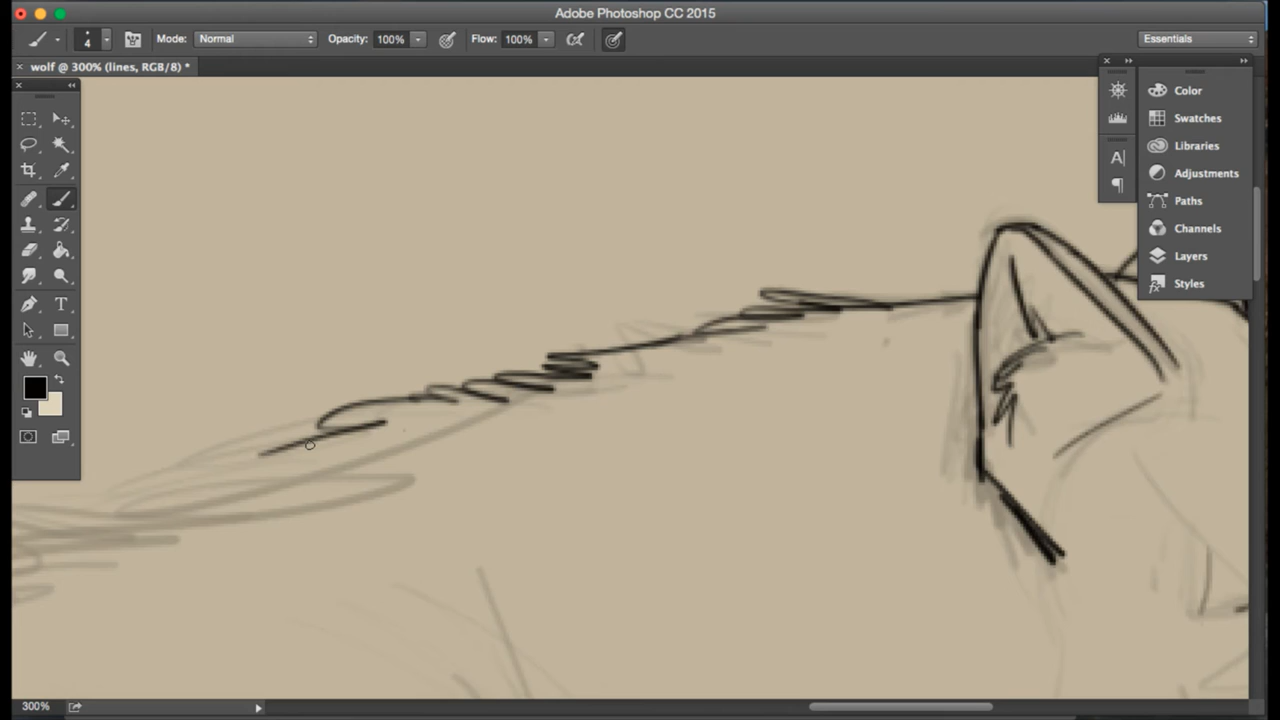 Adobe Photoshop CC 2015
4 Mode: Normal Opacity: 100% Flow: 100% Essentials
× wolf @ 300% (lines, RGB/8) *
Color
Swatches
Libraries
Adjustments
Paths
Channels
Layers
Styles
300%